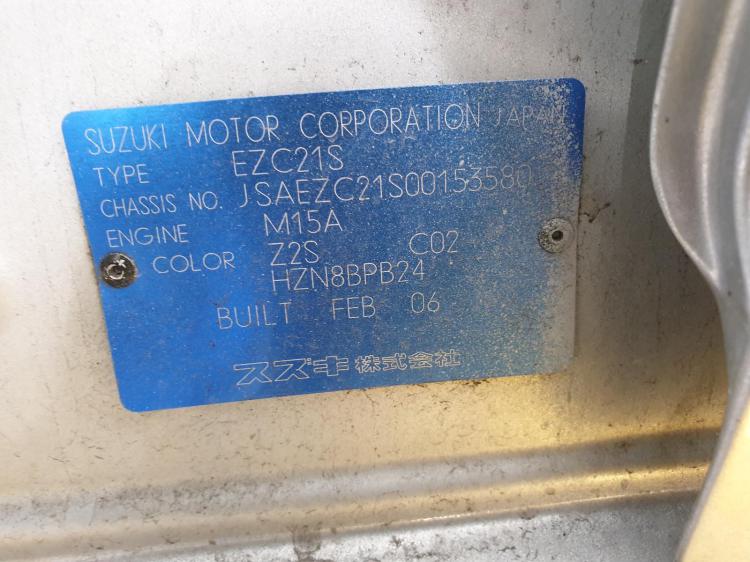 SUZUKI MOTOR CORPORATION JAPAN
TYPE EZC21S
CHASSIS NO. JSAEZC21S00153580
ENGINE M15A
COLOR Z2S C02
HZN8BPB24
BUILT FEB 06
スズキ株式会社